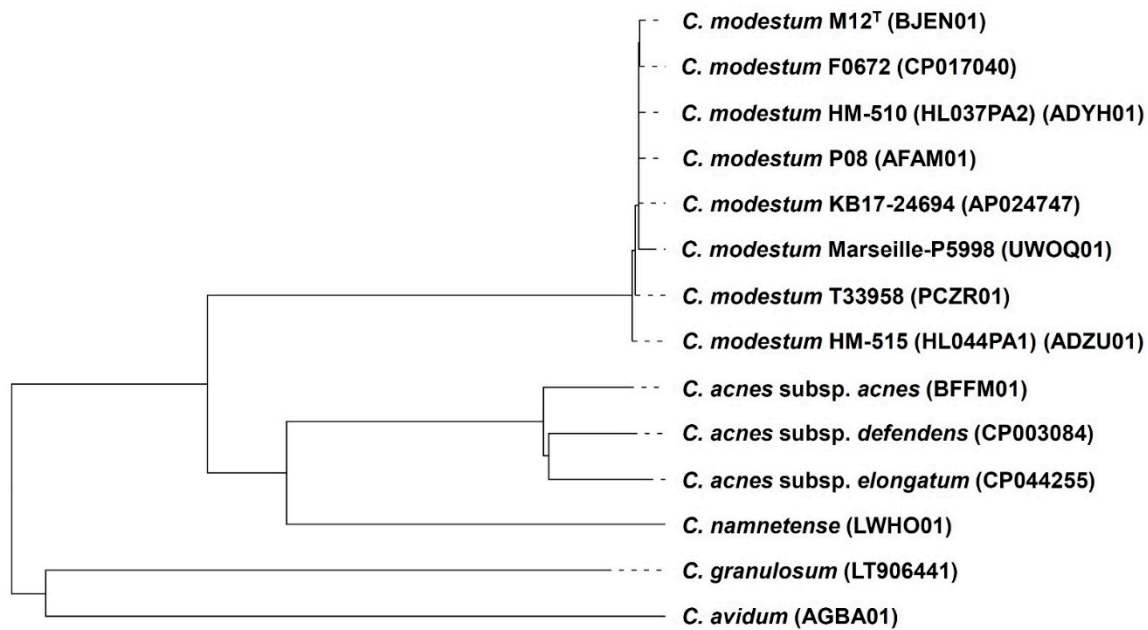 C. modestum M12ᵀ (BJEN01)
C. modestum F0672 (CP017040)
C. modestum HM-510 (HL037PA2) (ADYH01)
C. modestum P08 (AFAM01)
C. modestum KB17-24694 (AP024747)
C. modestum Marseille-P5998 (UWOQ01)
C. modestum T33958 (PCZR01)
C. modestum HM-515 (HL044PA1) (ADZU01)
C. acnes subsp. acnes (BFFM01)
C. acnes subsp. defendens (CP003084)
C. acnes subsp. elongatum (CP044255)
C. namnetense (LWHO01)
C. granulosum (LT906441)
C. avidum (AGBA01)